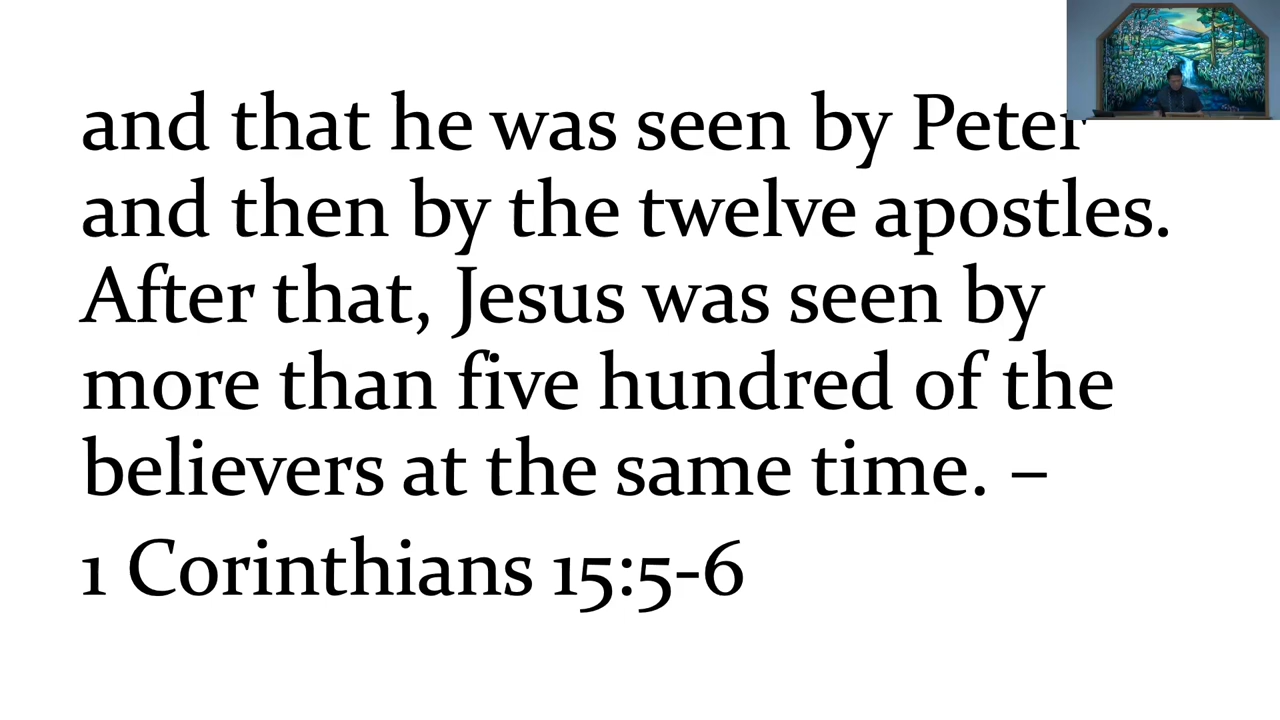 and that he was seen by Peter
and then by the twelve apostles.
After that, Jesus was seen by
more than five hundred of the
believers at the same time. –
1 Corinthians 15:5-6